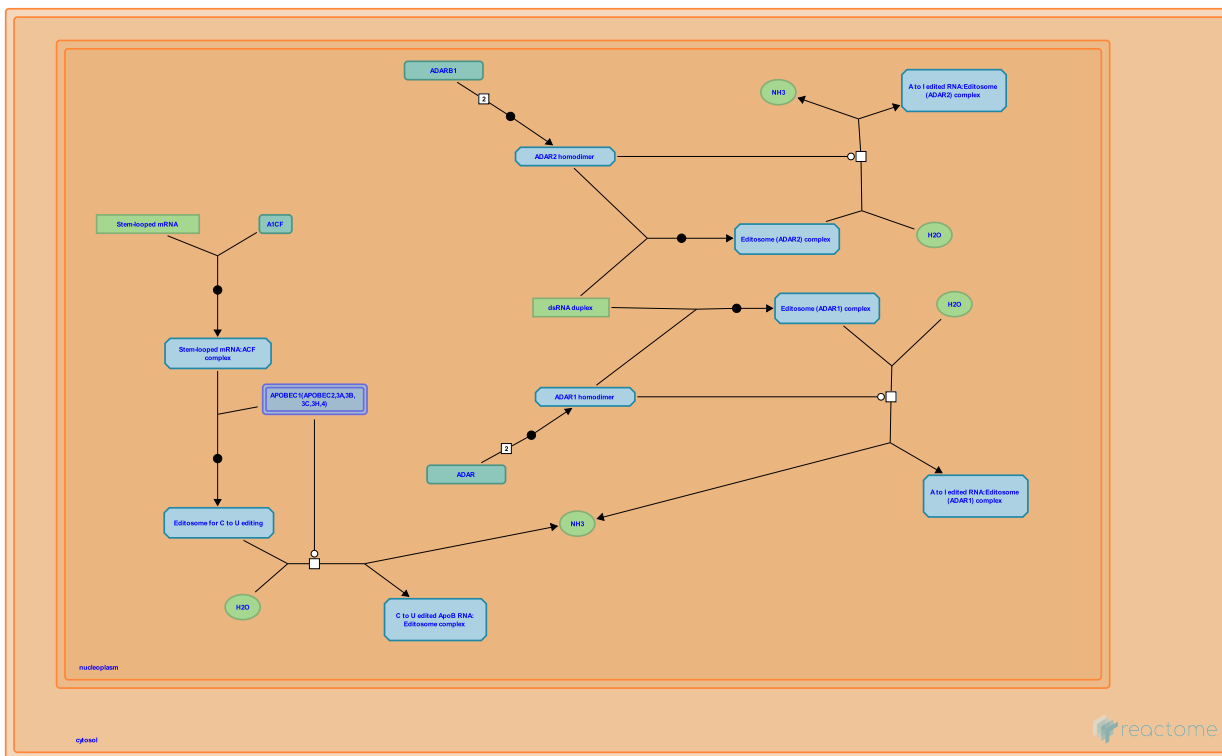 ADARB1
2
NH3
A to I edited RNA:Editosome
(ADAR2) complex
ADAR2 homodimer
Stem-looped mRNA
A1CF
Editosome (ADAR2) complex
H2O
dsRNA duplex
Editosome (ADAR1) complex
H2O
Stem-looped mRNA:ACF
complex
APOBEC1(APOBEC2,3A,3B,
3C,3H,4)
ADAR1 homodimer
2
ADAR
A to I edited RNA:Editosome
(ADAR1) complex
Editosome for C to U editing
NH3
H2O
C to U edited ApoB RNA:
Editosome complex
nucleoplasm
cytosol
reactome